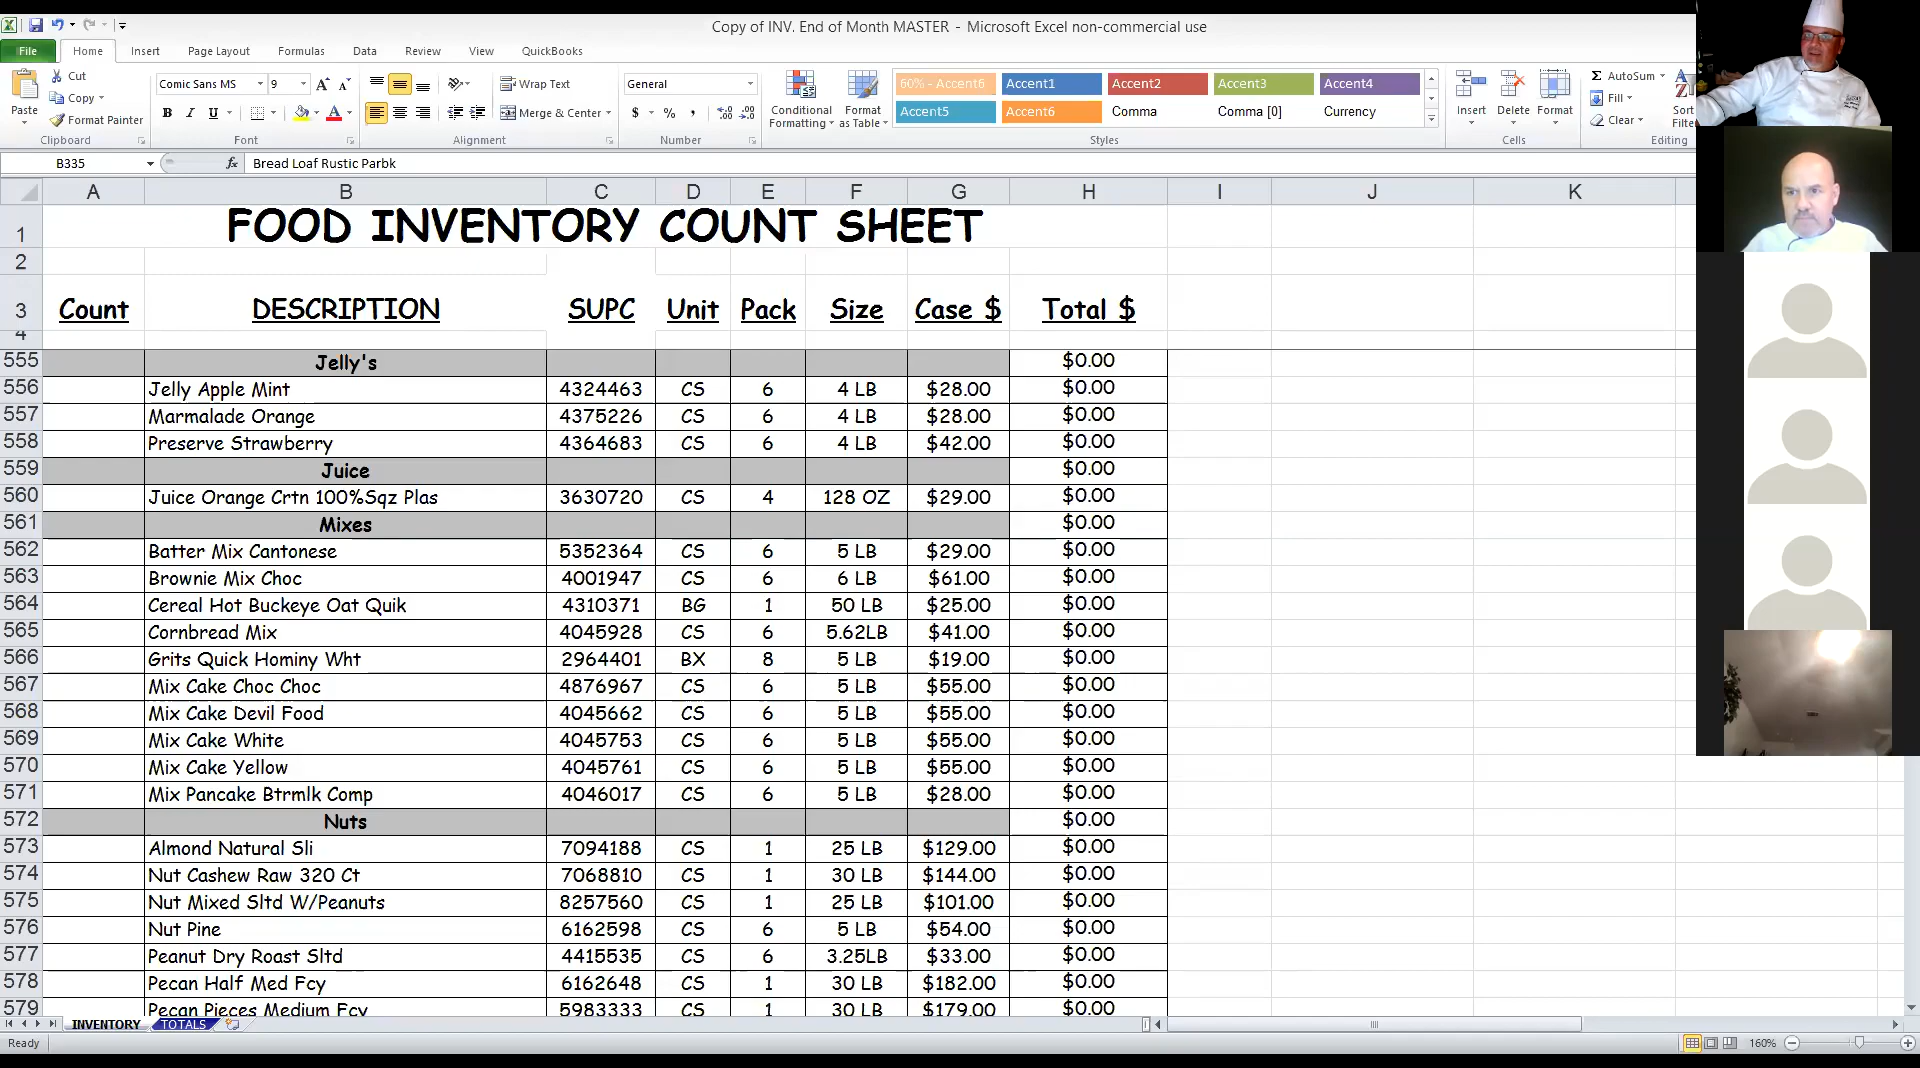 Copy of INV. End of Month MASTER - Microsoft Excel non-commercial use
File Home Insert Page Layout Formulas Data Review View QuickBooks
Paste Cut Copy Format Painter Clipboard
Comic Sans MS 9 B I U A A Font
Wrap Text Merge & Center Alignment
General $ % , Number
Conditional Formatting Format as Table
60% - Accent6 Accent1 Accent2 Accent3 Accent4
Accent5 Accent6 Comma Comma [0] Currency
Styles
Insert Delete Format Cells
Σ AutoSum Fill Clear Sort Filter Editing
B335 fx Bread Loaf Rustic Parbk
A B C D E F G H I J K
1 FOOD INVENTORY COUNT SHEET
2
3 Count DESCRIPTION SUPC Unit Pack Size Case $ Total $
4
555 Jelly's $0.00
556 Jelly Apple Mint 4324463 CS 6 4 LB $28.00 $0.00
557 Marmalade Orange 4375226 CS 6 4 LB $28.00 $0.00
558 Preserve Strawberry 4364683 CS 6 4 LB $42.00 $0.00
559 Juice $0.00
560 Juice Orange Crtn 100%Sqz Plas 3630720 CS 4 128 OZ $29.00 $0.00
561 Mixes $0.00
562 Batter Mix Cantonese 5352364 CS 6 5 LB $29.00 $0.00
563 Brownie Mix Choc 4001947 CS 6 6 LB $61.00 $0.00
564 Cereal Hot Buckeye Oat Quik 4310371 BG 1 50 LB $25.00 $0.00
565 Cornbread Mix 4045928 CS 6 5.62LB $41.00 $0.00
566 Grits Quick Hominy Wht 2964401 BX 8 5 LB $19.00 $0.00
567 Mix Cake Choc Choc 4876967 CS 6 5 LB $55.00 $0.00
568 Mix Cake Devil Food 4045662 CS 6 5 LB $55.00 $0.00
569 Mix Cake White 4045753 CS 6 5 LB $55.00 $0.00
570 Mix Cake Yellow 4045761 CS 6 5 LB $55.00 $0.00
571 Mix Pancake Btrmlk Comp 4046017 CS 6 5 LB $28.00 $0.00
572 Nuts $0.00
573 Almond Natural Sli 7094188 CS 1 25 LB $129.00 $0.00
574 Nut Cashew Raw 320 Ct 7068810 CS 1 30 LB $144.00 $0.00
575 Nut Mixed Sltd W/Peanuts 8257560 CS 1 25 LB $101.00 $0.00
576 Nut Pine 6162598 CS 6 5 LB $54.00 $0.00
577 Peanut Dry Roast Sltd 4415535 CS 6 3.25LB $33.00 $0.00
578 Pecan Half Med Fcy 6162648 CS 1 30 LB $182.00 $0.00
579 Pecan Pieces Medium Fcy 5983333 CS 1 30 LB $179.00 $0.00
INVENTORY TOTALS
Ready 160%